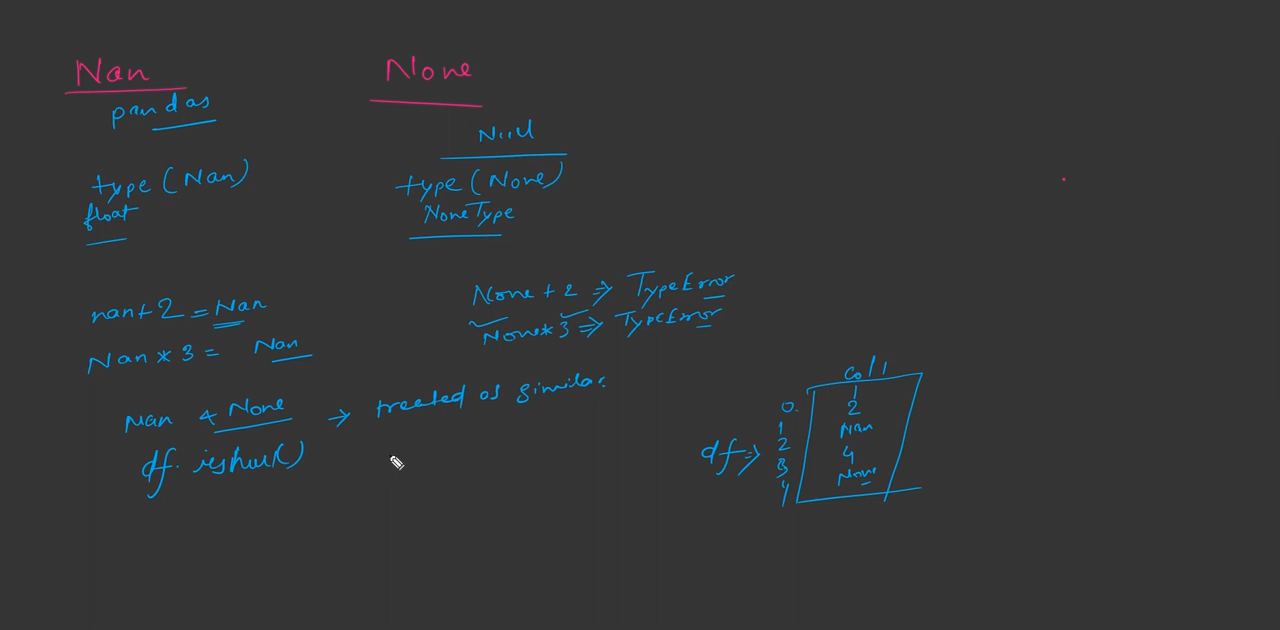 Nan None
pandas
Null
type (Nan) type (None)
float NoneType
nan + 2 = Nan None + 2 => TypeError
Nan * 3 = Nan None * 3 => TypeError
Nan & None → treated as similar.
df. isnull()
df =>
col1
0. 1
1 2
2 Nan
3 4
4 None